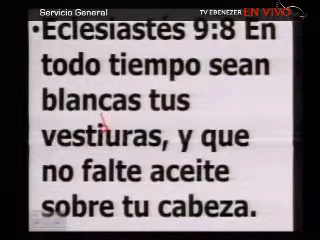 Servicio General
TV EBENEZER EN VIVO
•Eclesiastés 9:8 En
todo tiempo sean
blancas tus
vestiuras, y que
no falte aceite
sobre tu cabeza.